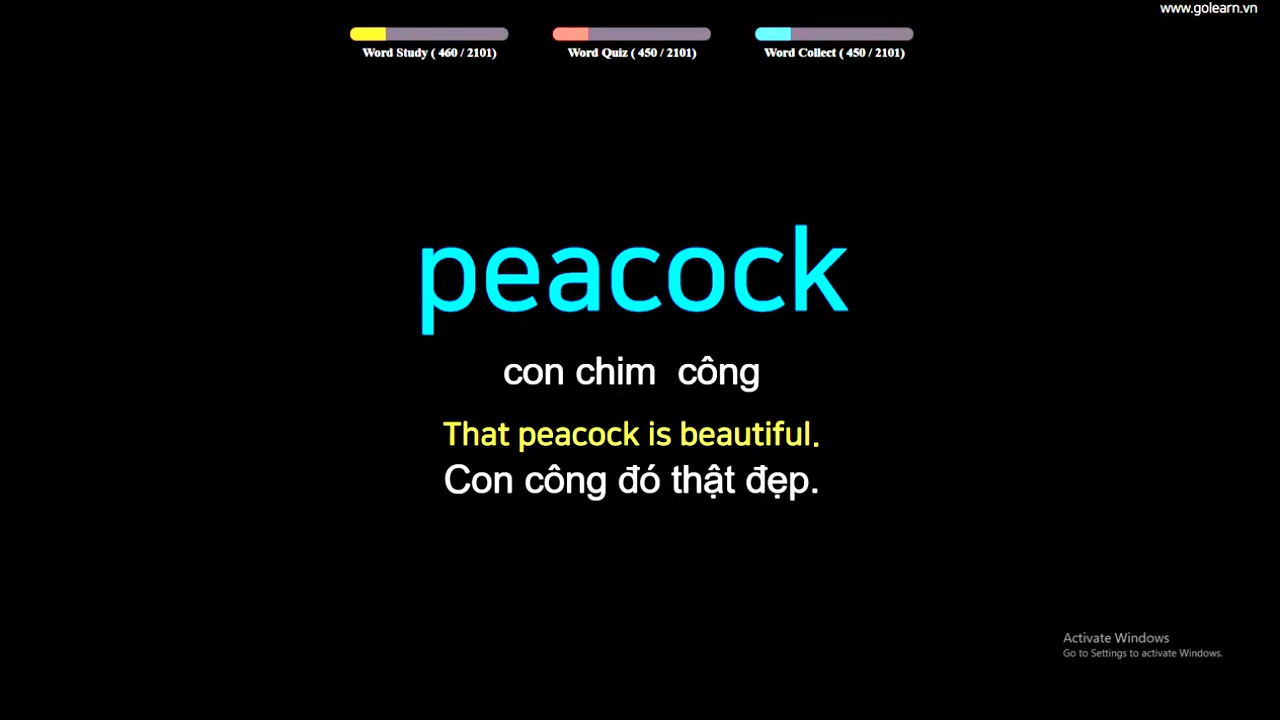 www.golearn.vn
Word Study ( 460 / 2101)
Word Quiz ( 450 / 2101)
Word Collect ( 450 / 2101)
peacock
con chim công
That peacock is beautiful.
Con công đó thật đẹp.
Activate Windows
Go to Settings to activate Windows.